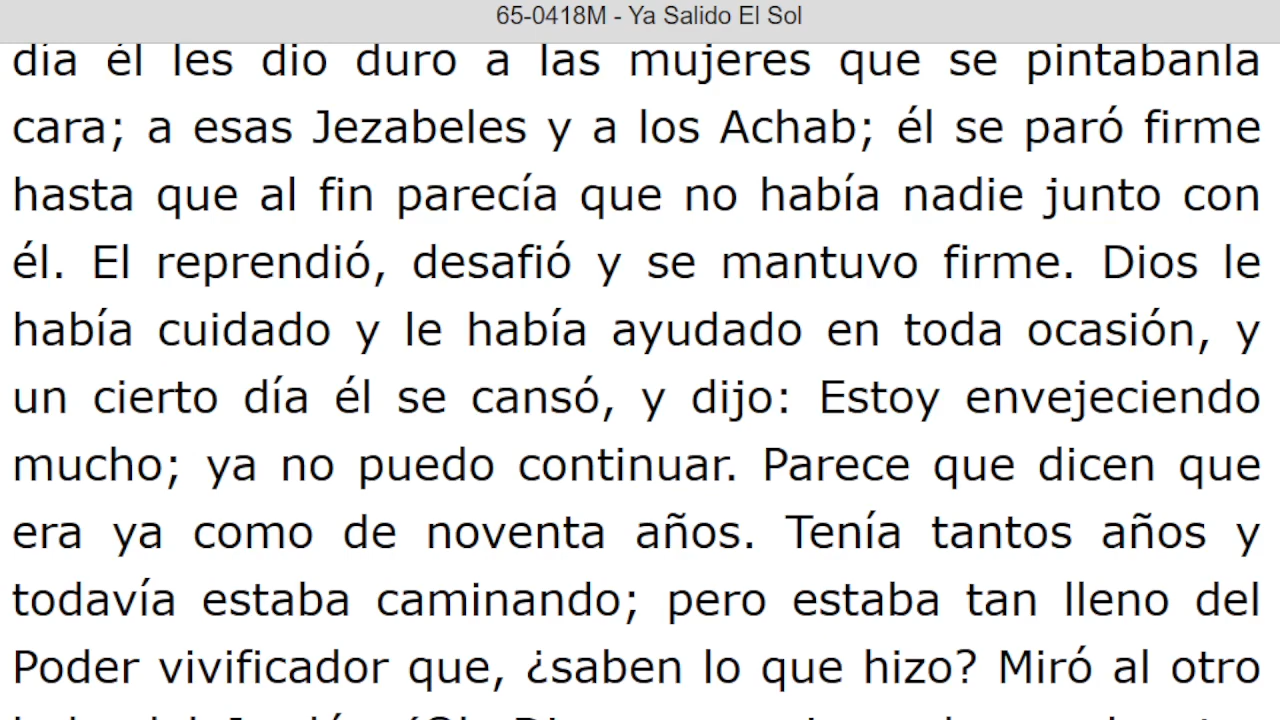 65-0418M - Ya Salido El Sol
día él les dio duro a las mujeres que se pintabanla
cara; a esas Jezabeles y a los Achab; él se paró firme
hasta que al fin parecía que no había nadie junto con
él. El reprendió, desafió y se mantuvo firme. Dios le
había cuidado y le había ayudado en toda ocasión, y
un cierto día él se cansó, y dijo: Estoy envejeciendo
mucho; ya no puedo continuar. Parece que dicen que
era ya como de noventa años. Tenía tantos años y
todavía estaba caminando; pero estaba tan lleno del
Poder vivificador que, ¿saben lo que hizo? Miró al otro